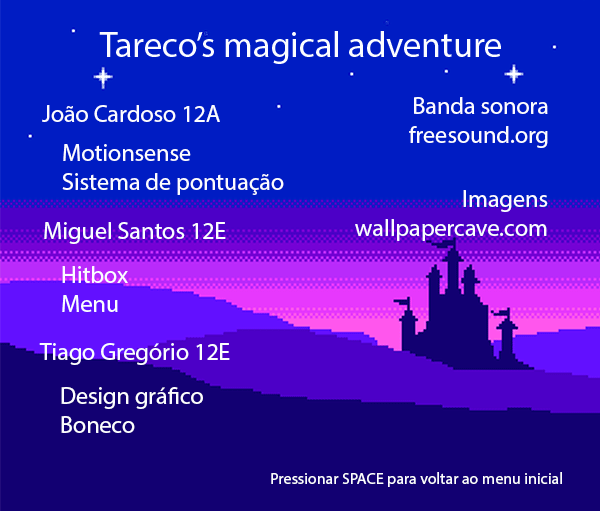 Tareco's magical adventure
João Cardoso 12A
Motionsense
Sistema de pontuação
Miguel Santos 12E
Hitbox
Menu
Tiago Gregório 12E
Design gráfico
Boneco
Banda sonora
freesound.org
Imagens
wallpapercave.com
Pressionar SPACE para voltar ao menu inicial